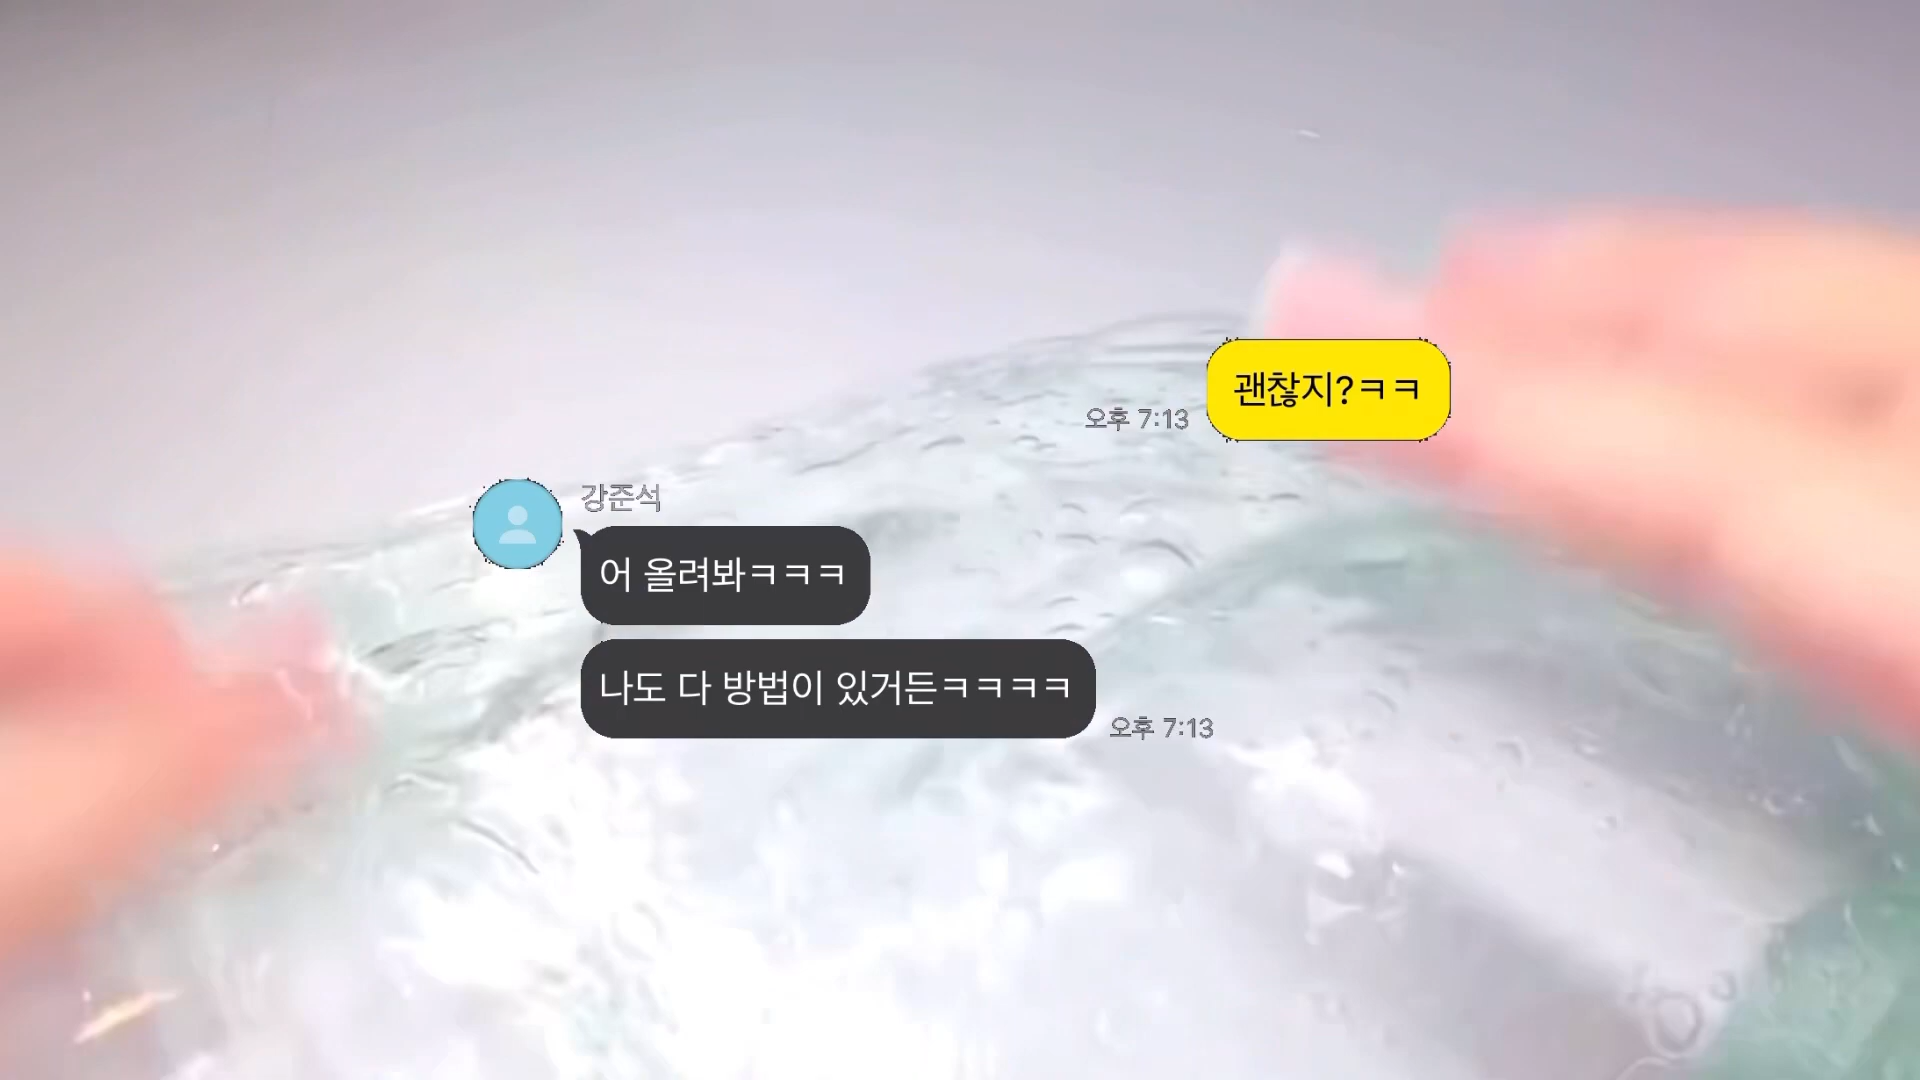 괜찮지?ㅋㅋ
오후 7:13
강준석
어 올려봐ㅋㅋㅋ
나도 다 방법이 있거든ㅋㅋㅋㅋ
오후 7:13